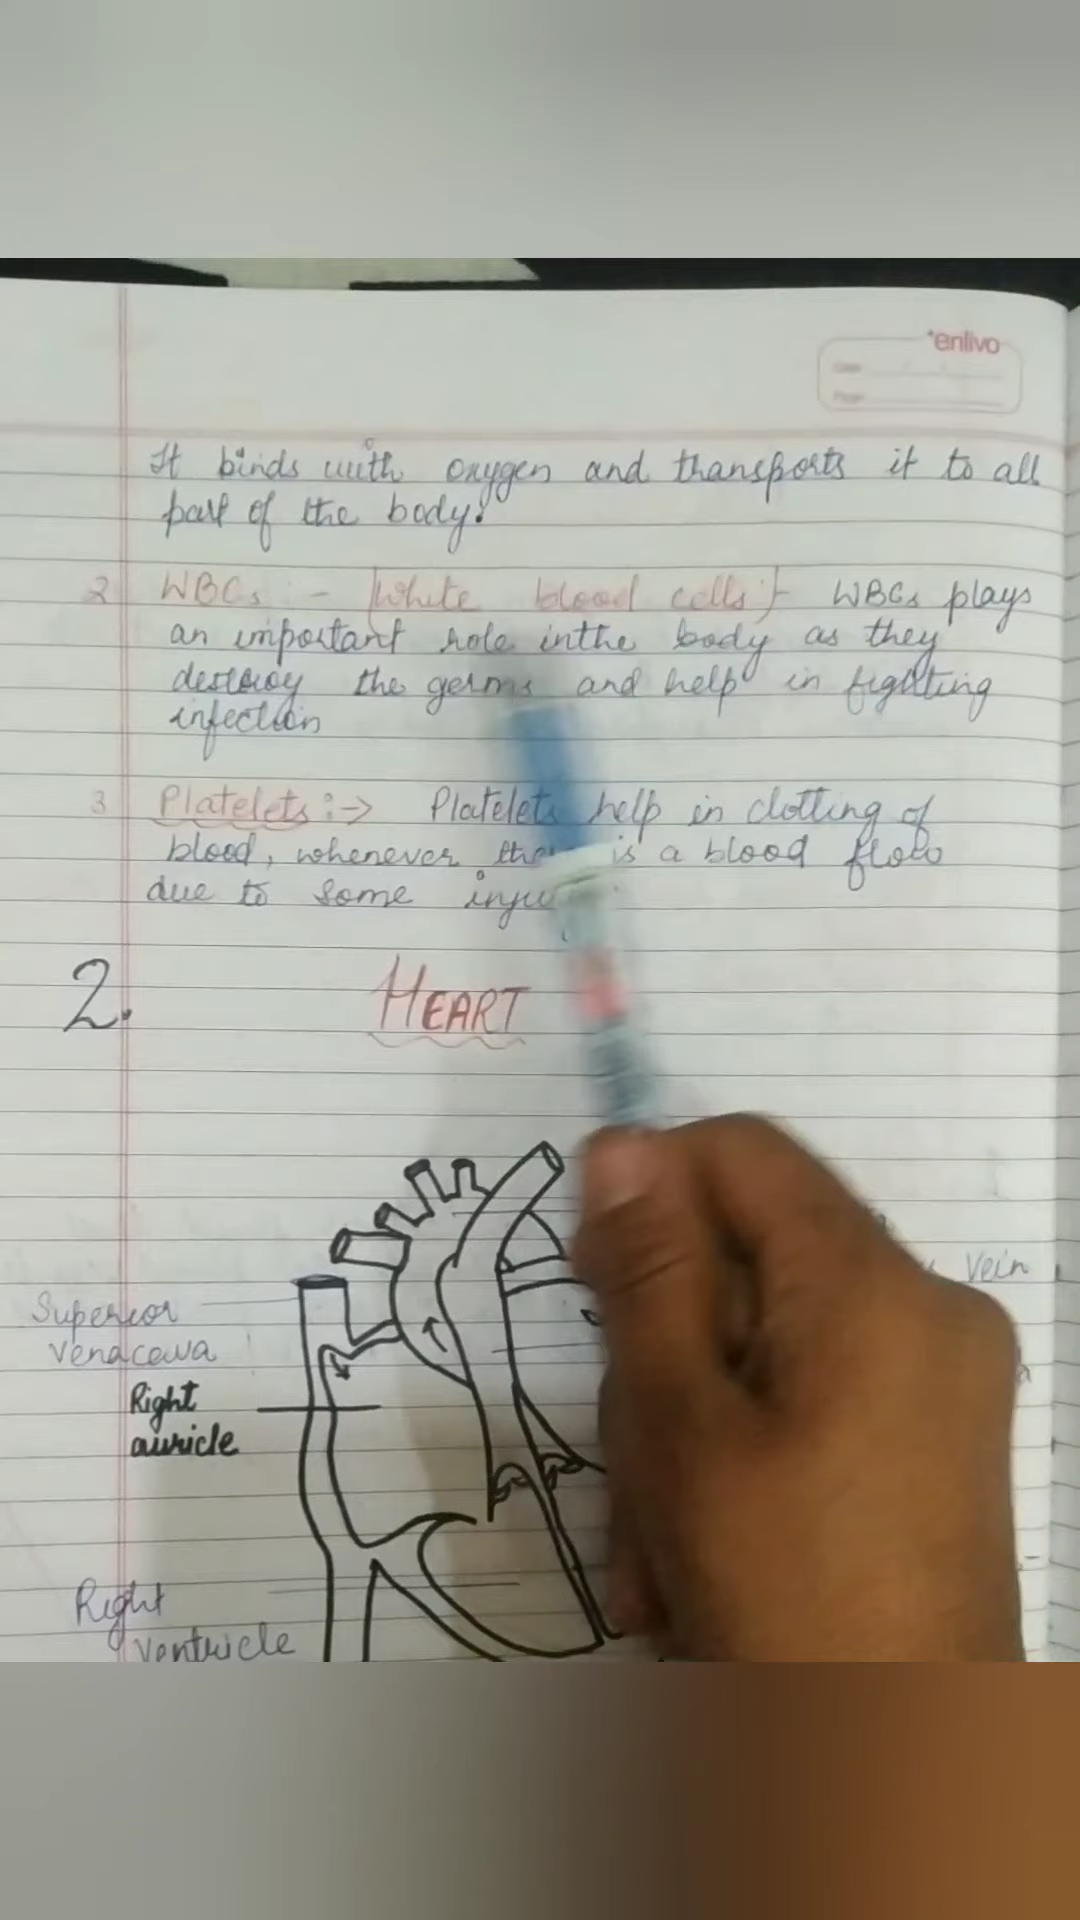 enlivo
Date
Page
It binds with oxygen and transports it to all
part of the body.
2 WBCs :- [White blood cells]:- WBCs plays
an important role inthe body as they
destroy the germs and help in fighting
infection
3 Platelets :-> Platelets help in clotting of
blood, whenever is a blood flow
due to some
2. HEART
vein
Superior
Venacava
Right
auricle
Right
ventricle